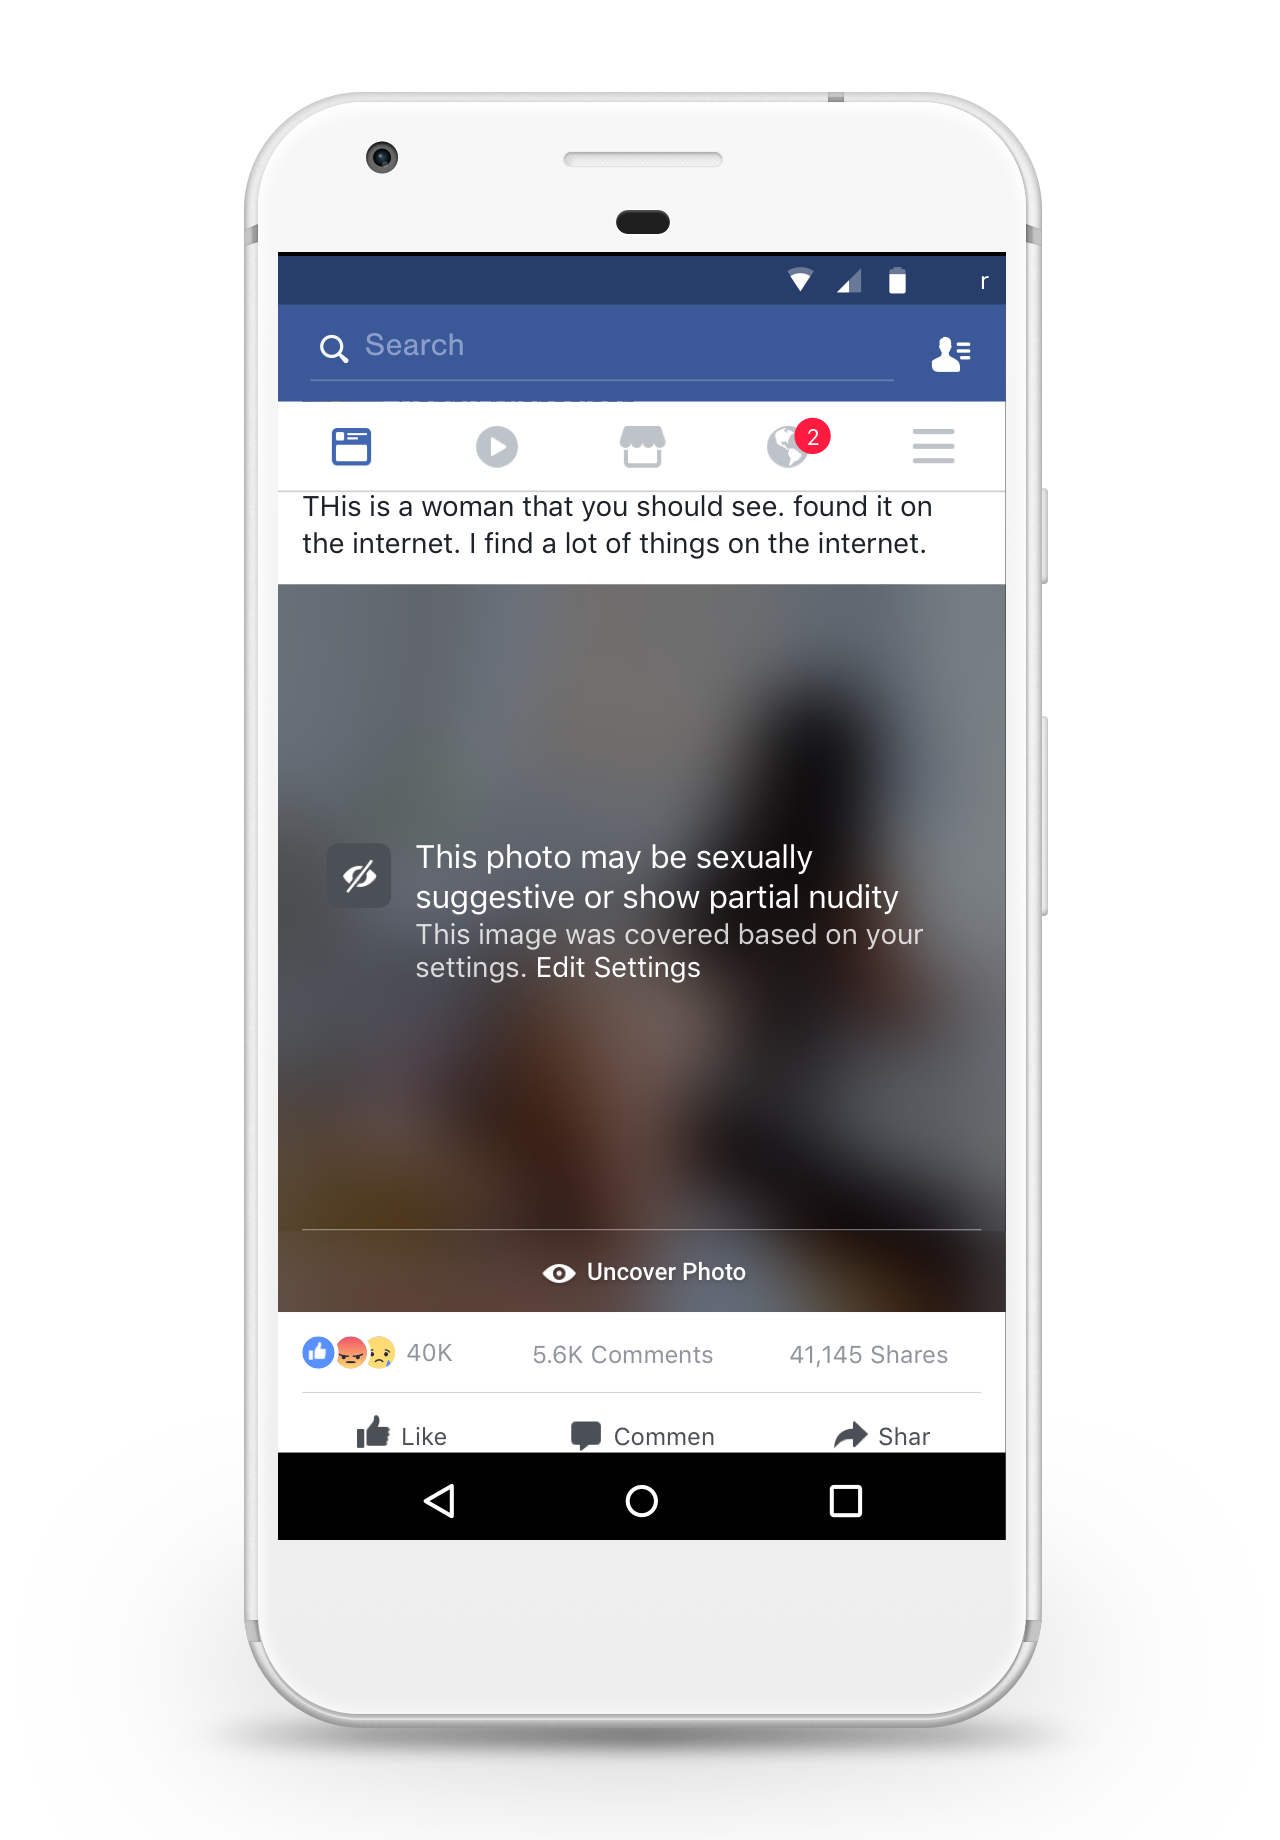 r
Search
2
THis is a woman that you should see. found it on
the internet. I find a lot of things on the internet.
This photo may be sexually
suggestive or show partial nudity
This image was covered based on your
settings. Edit Settings
Uncover Photo
40K 5.6K Comments 41,145 Shares
Like Commen Shar